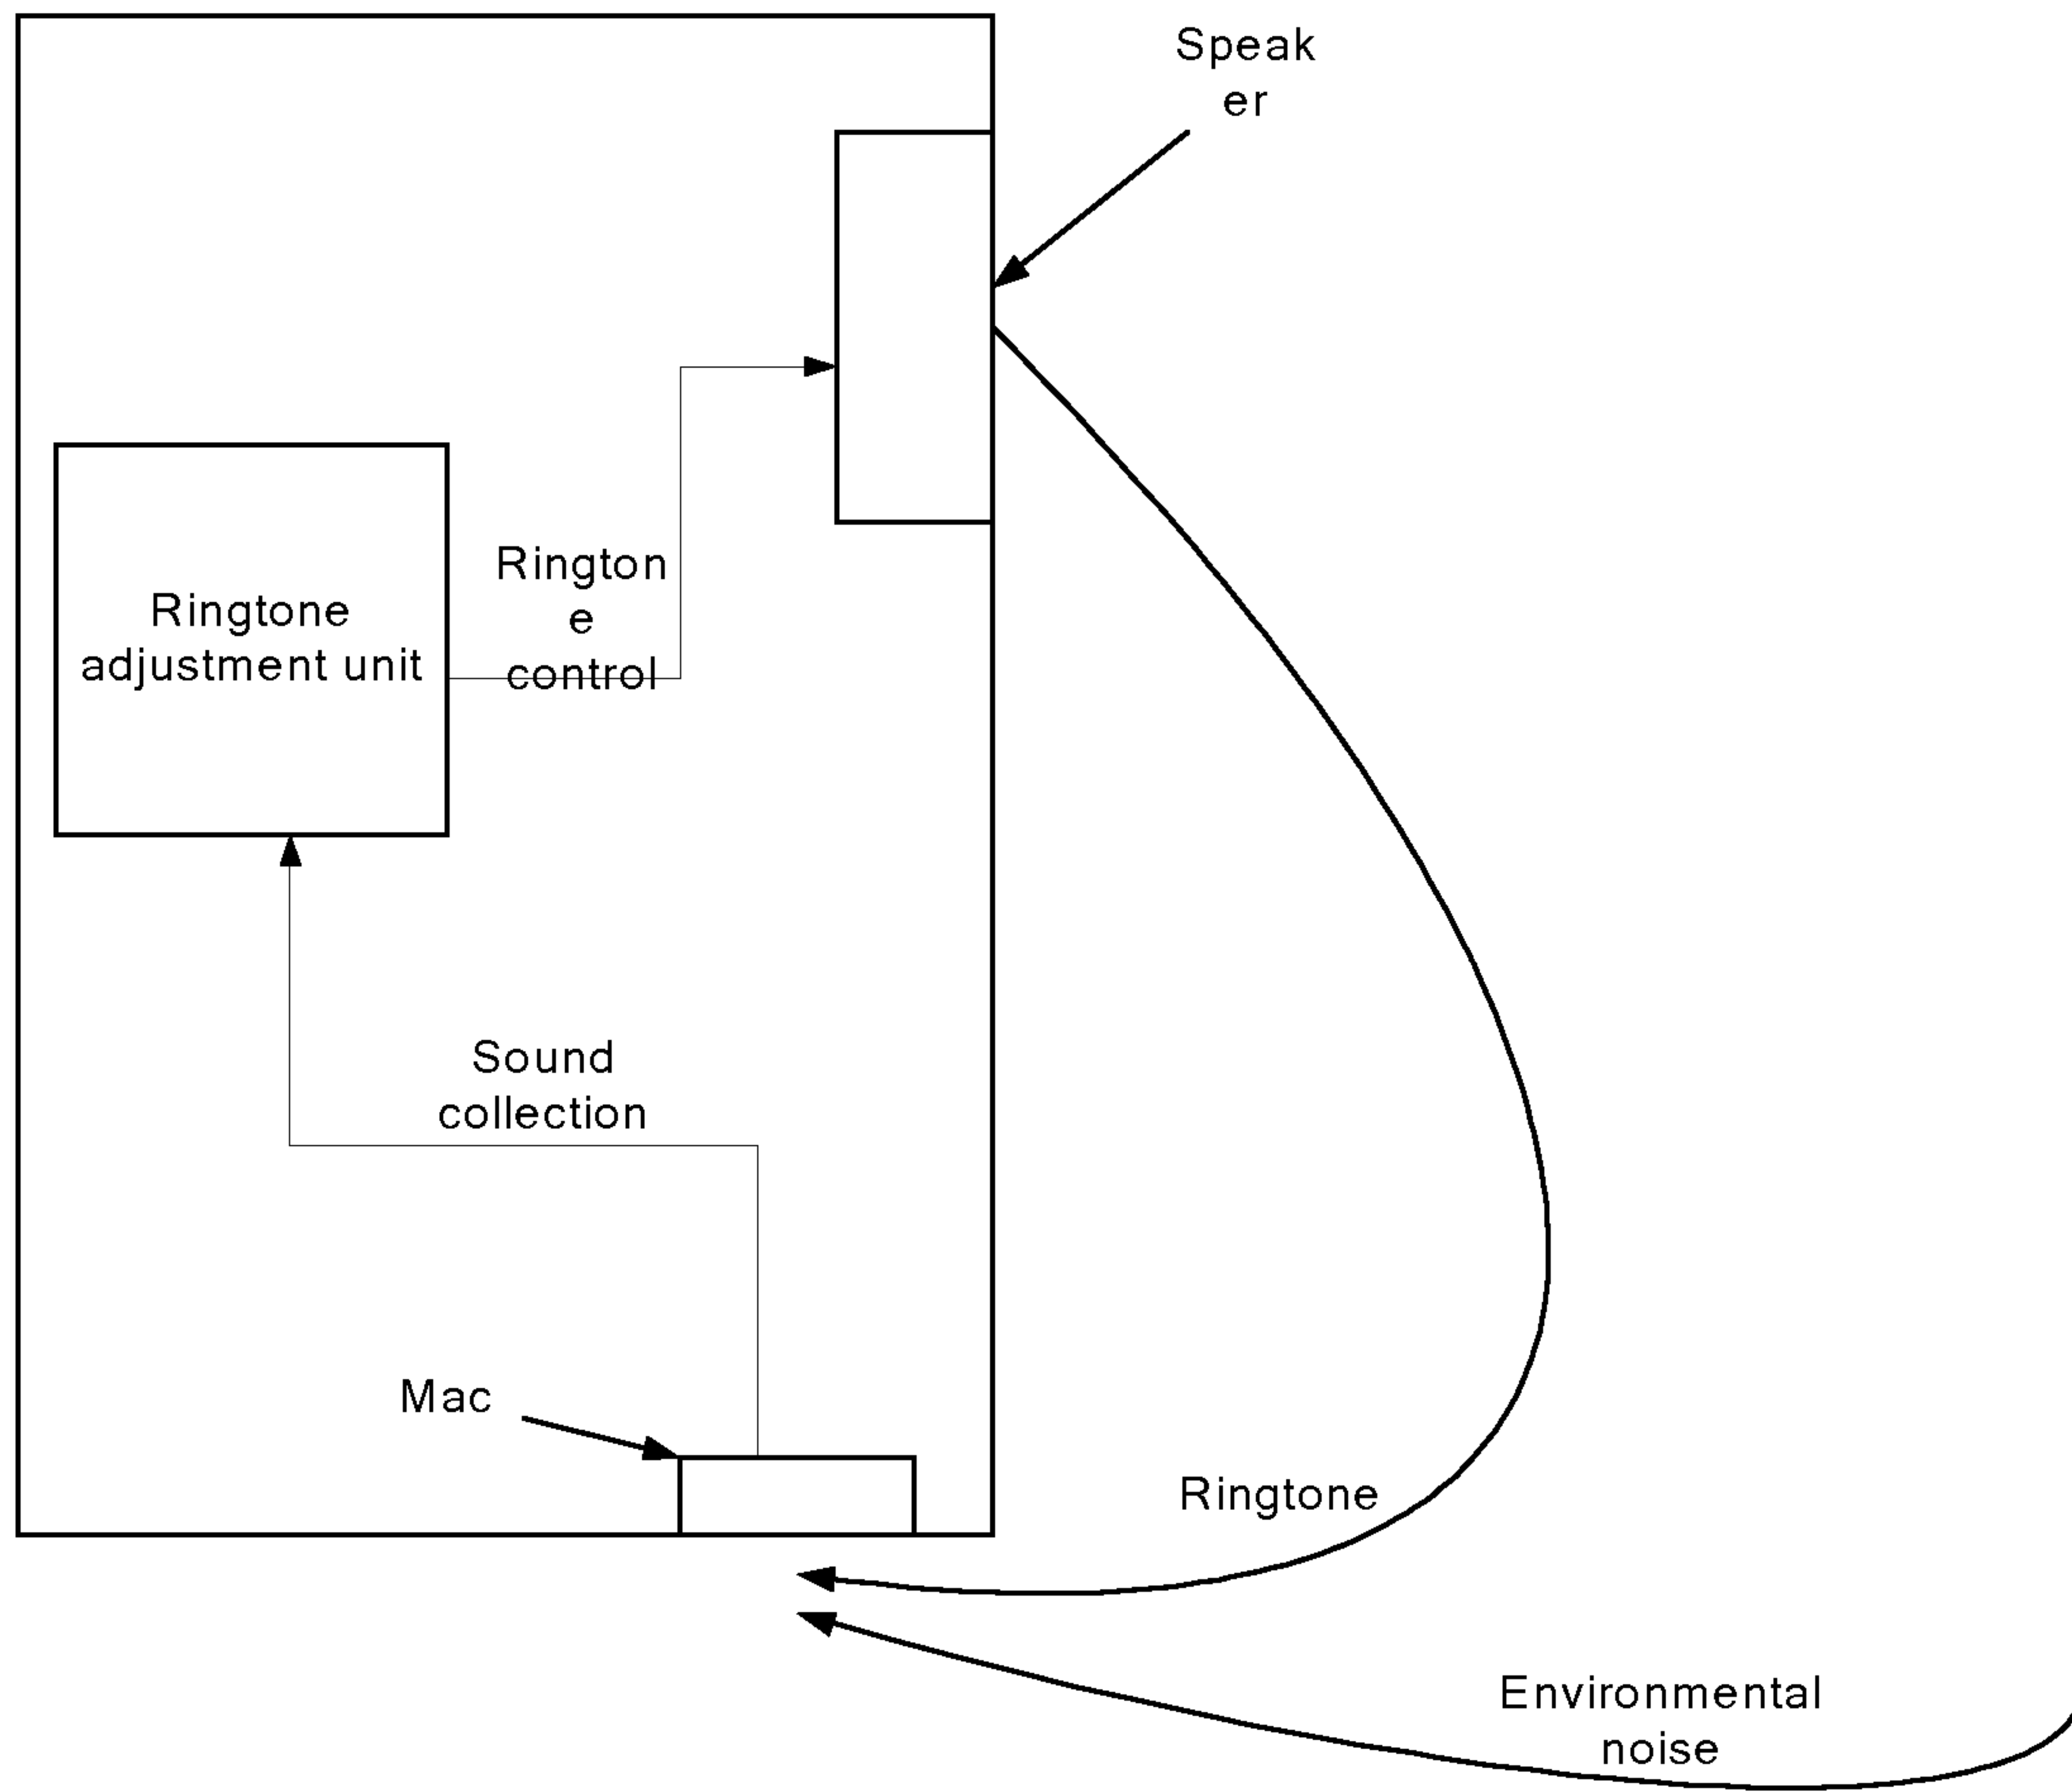 Speak
er
Rington
e
control
Ringtone
adjustment unit
Sound
collection
Mac
Ringtone
Environmental
noise